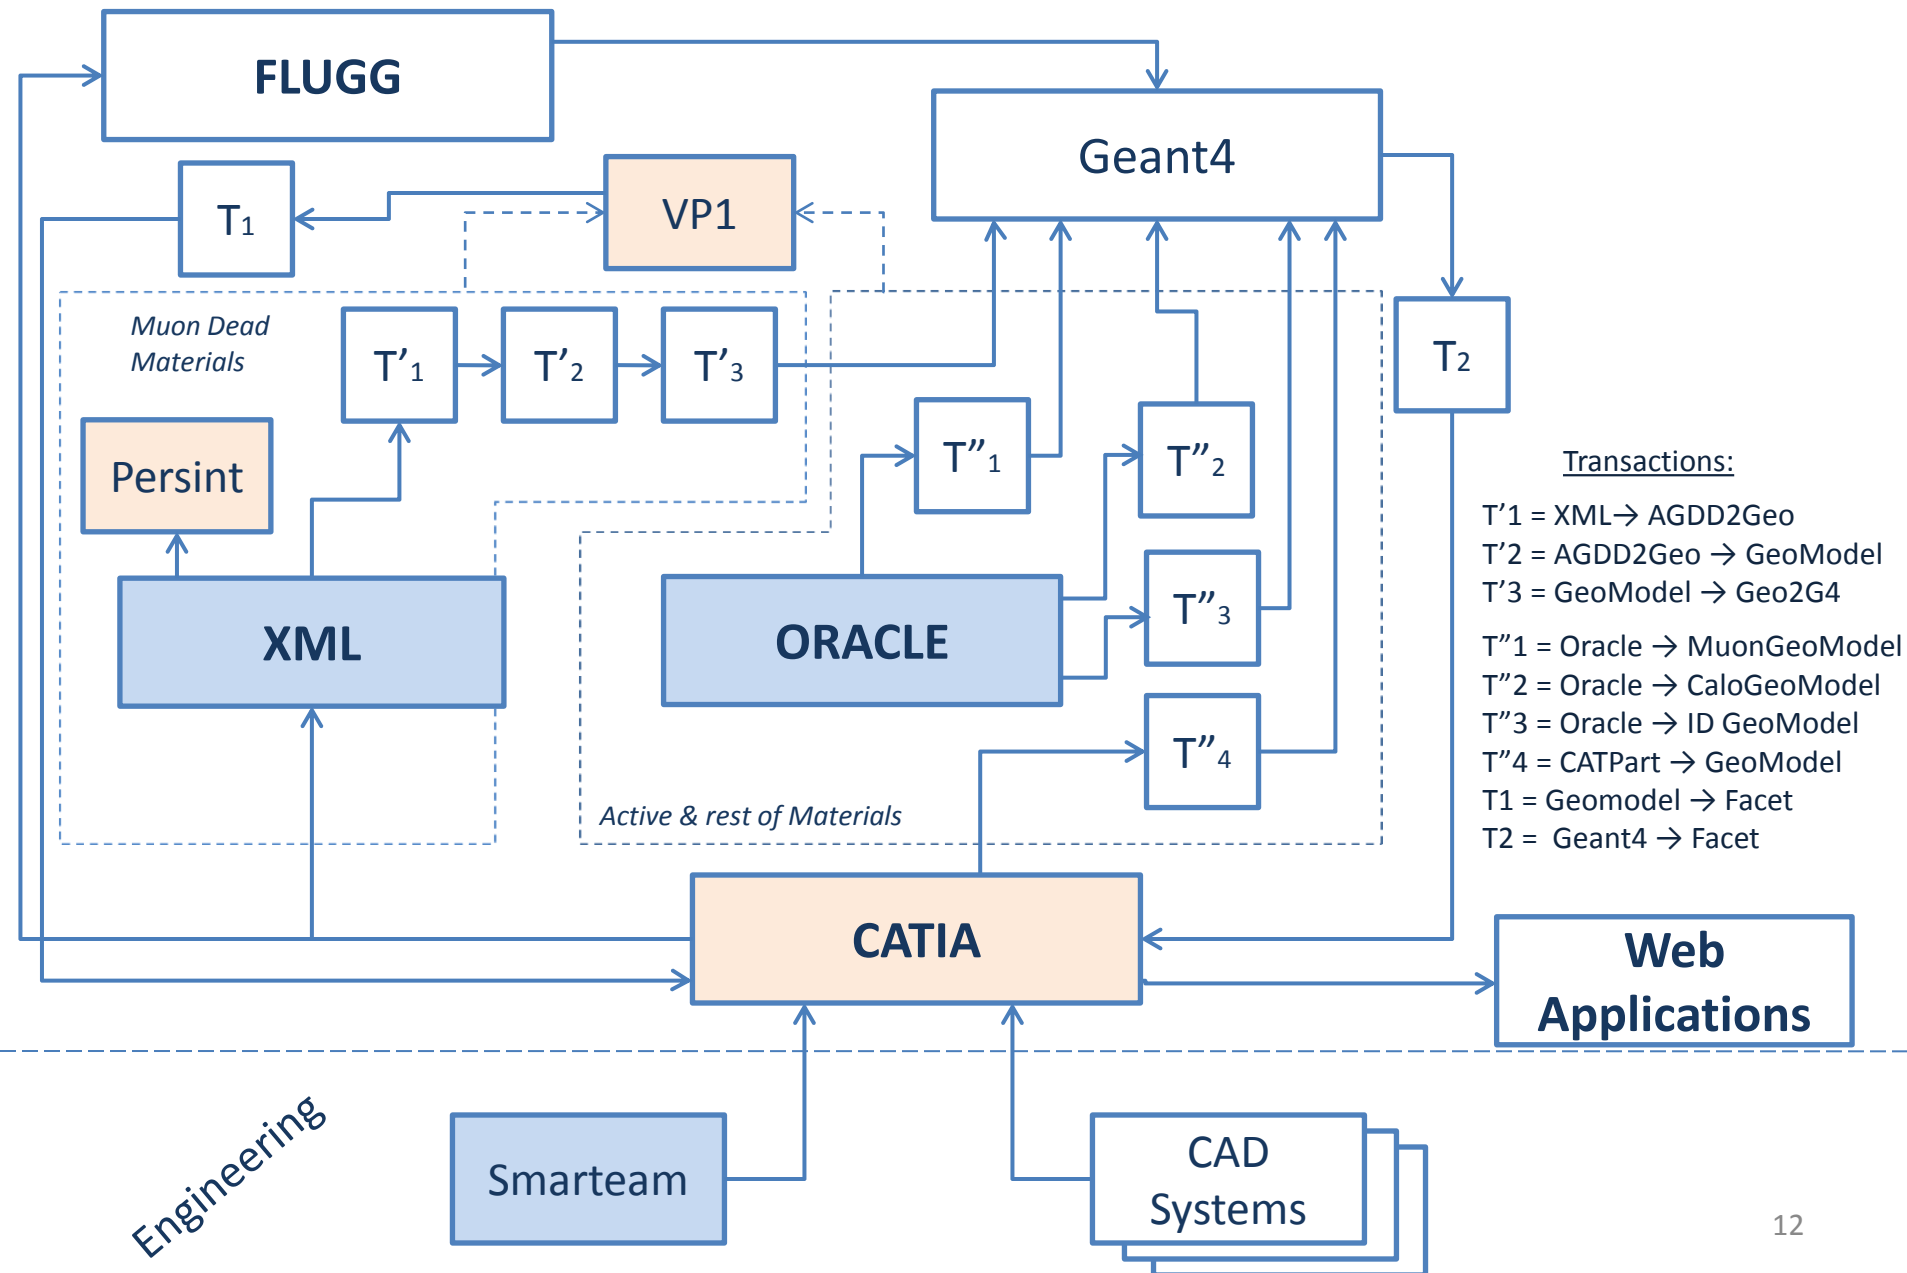 FLUGG
Geant4
VP1
T1
Muon Dead
Materials
T’1
T’2
T’3
T2
Persint
T”1
T”2
XML
ORACLE
T”3
T”4
Active & rest of Materials
Transactions:
T’1 = XML→ AGDD2Geo
T’2 = AGDD2Geo → GeoModel
T’3 = GeoModel → Geo2G4
T”1 = Oracle → MuonGeoModel
T”2 = Oracle → CaloGeoModel
T”3 = Oracle → ID GeoModel
T”4 = CATPart → GeoModel
T1 = Geomodel → Facet
T2 = Geant4 → Facet
CATIA
Web
Applications
Engineering
Smarteam
CAD
Systems
12